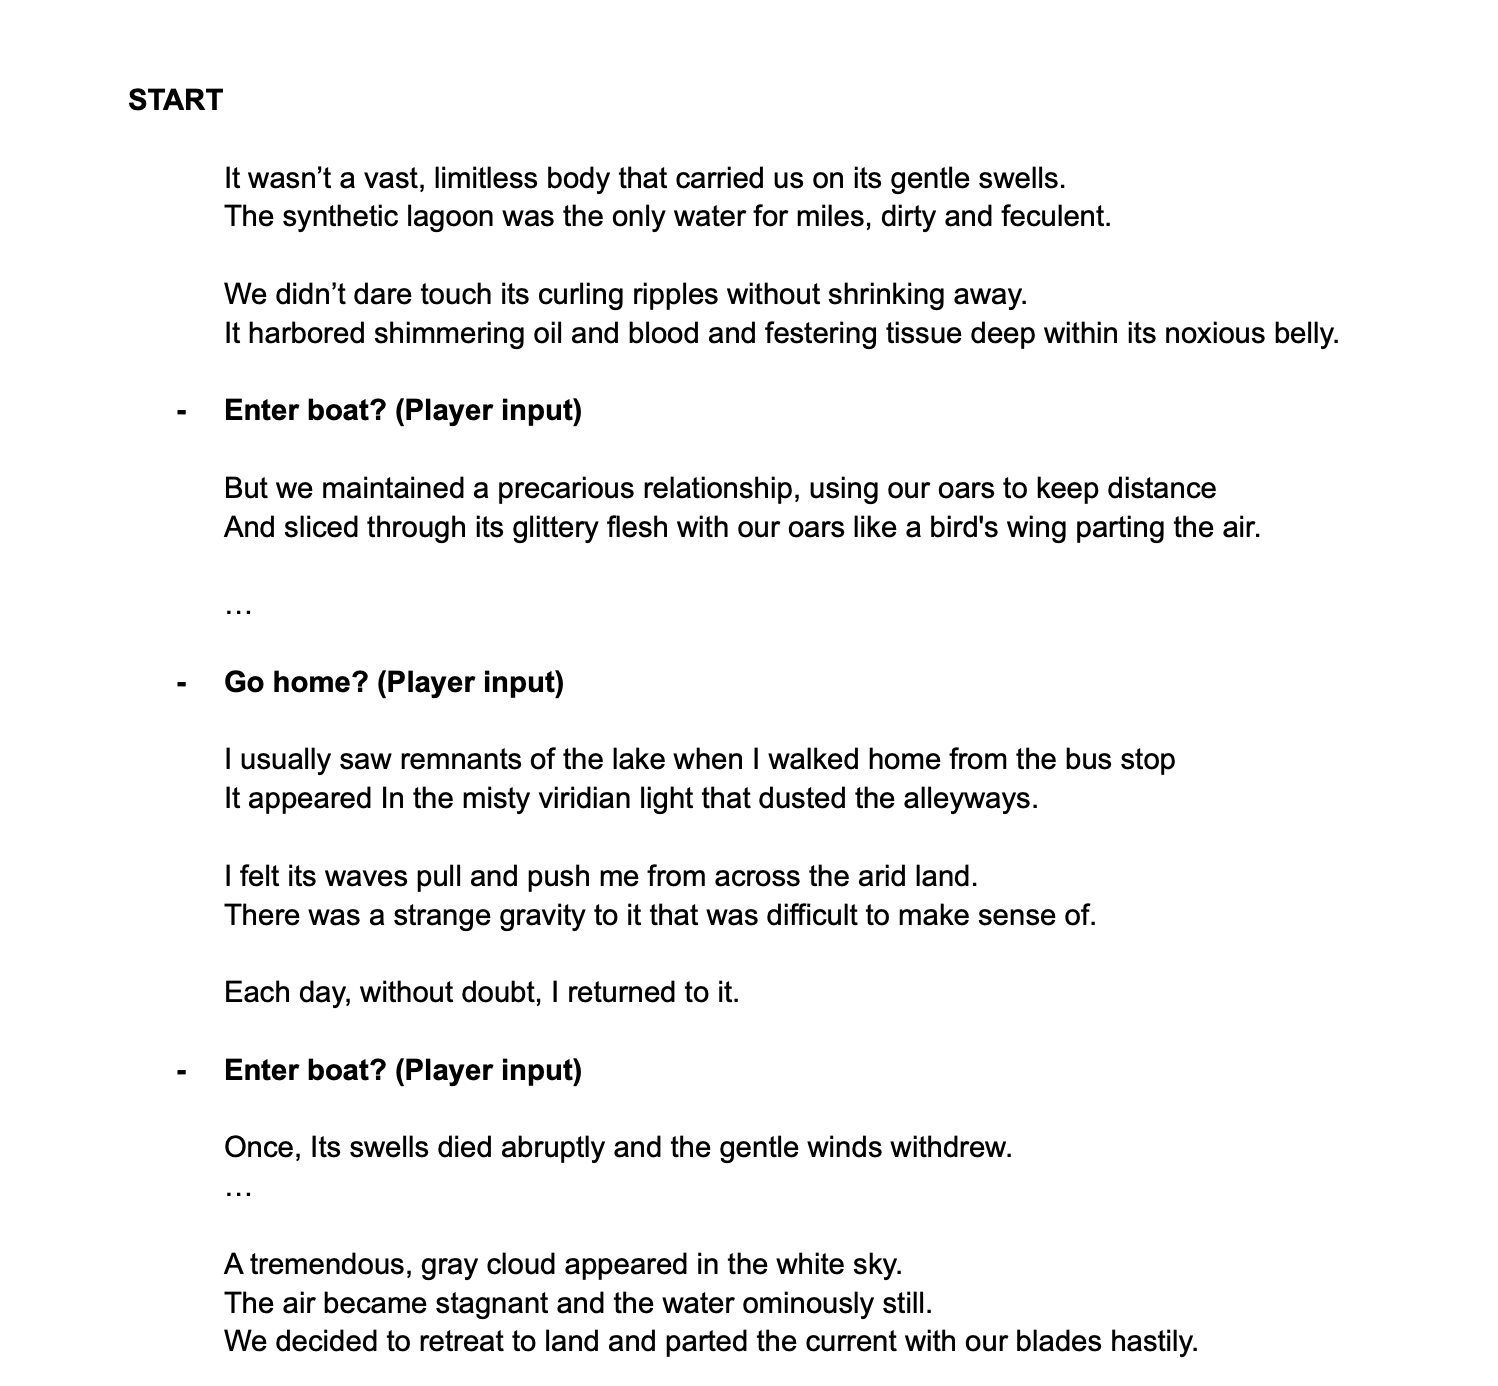 START
It wasn’t a vast, limitless body that carried us on its gentle swells.
The synthetic lagoon was the only water for miles, dirty and feculent.
We didn’t dare touch its curling ripples without shrinking away.
It harbored shimmering oil and blood and festering tissue deep within its noxious belly.
- Enter boat? (Player input)
But we maintained a precarious relationship, using our oars to keep distance
And sliced through its glittery flesh with our oars like a bird's wing parting the air.
…
- Go home? (Player input)
I usually saw remnants of the lake when I walked home from the bus stop
It appeared In the misty viridian light that dusted the alleyways.
I felt its waves pull and push me from across the arid land.
There was a strange gravity to it that was difficult to make sense of.
Each day, without doubt, I returned to it.
- Enter boat? (Player input)
Once, Its swells died abruptly and the gentle winds withdrew.
…
A tremendous, gray cloud appeared in the white sky.
The air became stagnant and the water ominously still.
We decided to retreat to land and parted the current with our blades hastily.